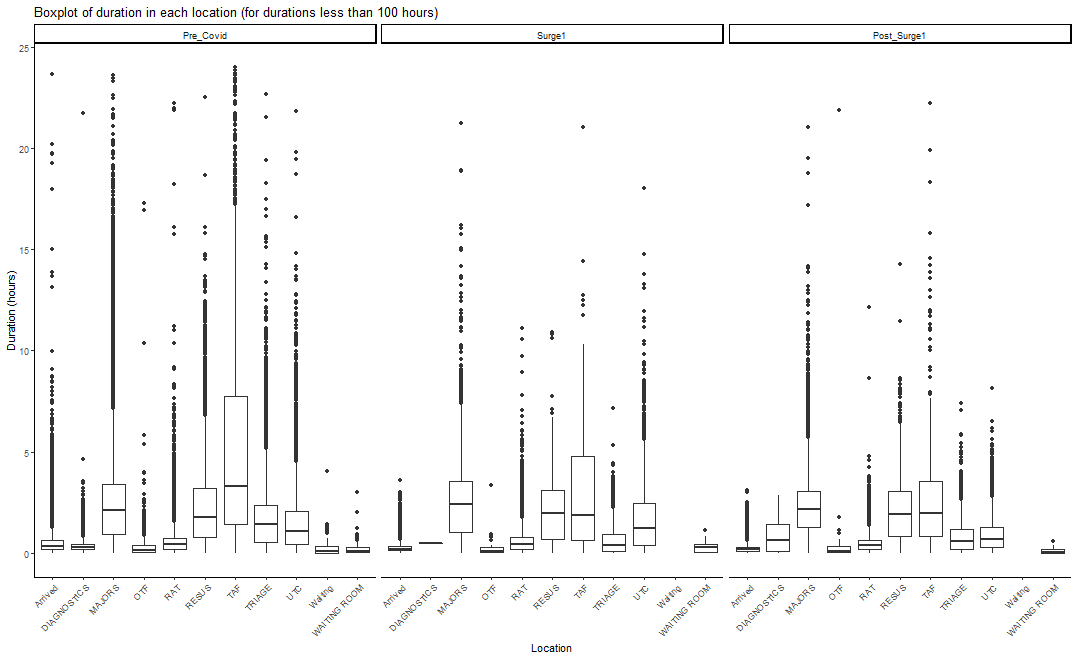 Boxplot of duration in each location (for durations less than 100 hours)
Pre_Covid Surge1 Post_Surge1
25
20
15
10
5
0
Duration (hours)
Arrived DIAGNOSTICS MAJORS OTF RAT RESUS TAF TRIAGE UTC Waiting WAITING ROOM
Arrived DIAGNOSTICS MAJORS OTF RAT RESUS TAF TRIAGE UTC Waiting WAITING ROOM
Arrived DIAGNOSTICS MAJORS OTF RAT RESUS TAF TRIAGE UTC Waiting WAITING ROOM
Location